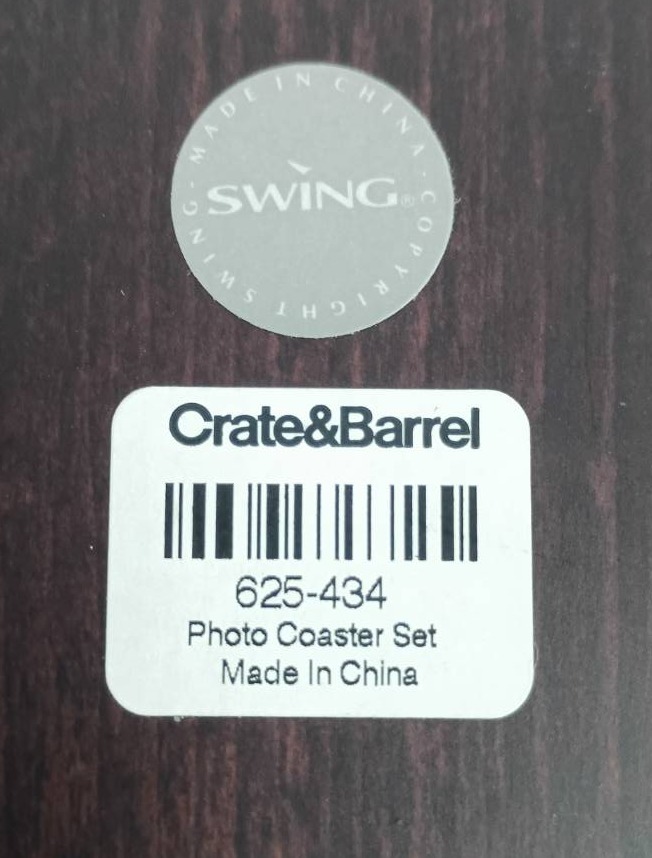 MADE IN CHINA · COPYRIGHT SWING ·
SWING®
Crate&Barrel
625-434
Photo Coaster Set
Made In China